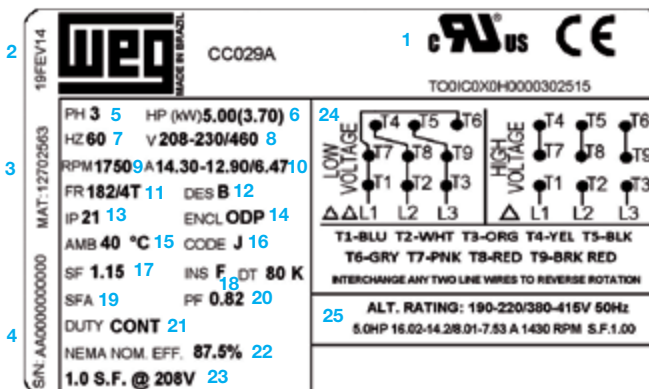 1 c RU us CE
2 19FEV14
WEG
MADE IN BRAZIL
CC029A
TO0IC0X0H0000302515
3 MAT: 12702563
4 S/N: AA0000000000
PH 3 5 HP (kW)5.00(3.70) 6
HZ 60 7 V 208-230/460 8
RPM 1750 9 A 14.30-12.90/6.47 10
FR 182/4T 11 DES B 12
IP 21 13 ENCL ODP 14
AMB 40 °C 15 CODE J 16
SF 1.15 17 INS F 18 DT 80 K
SFA 19 PF 0.82 20
DUTY CONT 21
NEMA NOM. EFF. 87.5% 22
1.0 S.F. @ 208V 23
24
LOW VOLTAGE
T4 T5 T6
T7 T8 T9
T1 T2 T3
ΔΔ L1 L2 L3
HIGH VOLTAGE
T4 T5 T6
T7 T8 T9
T1 T2 T3
Δ L1 L2 L3
T1-BLU T2-WHT T3-ORG T4-YEL T5-BLK
T6-GRY T7-PNK T8-RED T9-BRK RED
INTERCHANGE ANY TWO LINE WIRES TO REVERSE ROTATION
25
ALT. RATING: 190-220/380-415V 50Hz
5.0HP 16.02-14.2/8.01-7.53 A 1430 RPM S.F.1.00